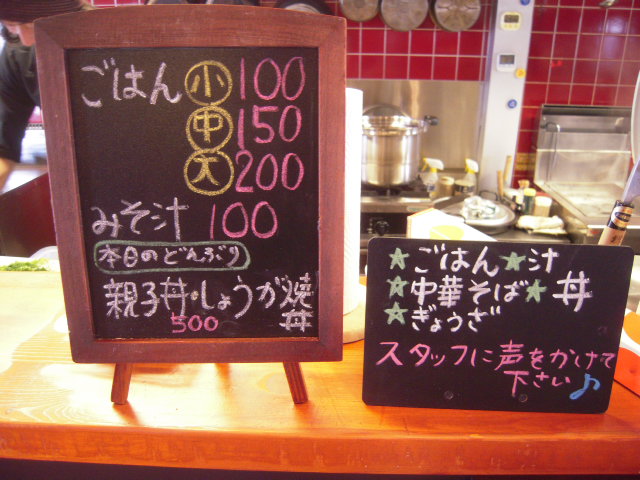 ごはん 小 100
中 150
大 200
みそ汁 100
本日のどんぶり
親子丼・しょうが焼丼
500
★ごはん★汁
★中華そば★丼
★ぎょうざ
スタッフに声をかけて
下さい♪